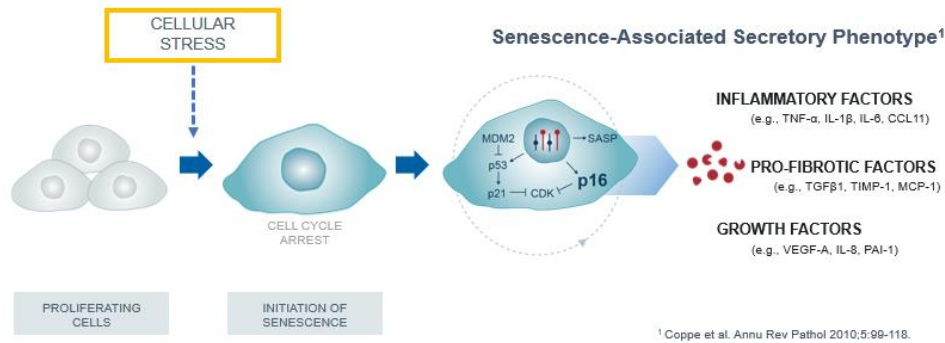 CELLULAR
STRESS
Senescence-Associated Secretory Phenotype¹
INFLAMMATORY FACTORS
(e.g., TNF-α, IL-1β, IL-6, CCL11)
MDM2
SASP
p53
PRO-FIBROTIC FACTORS
(e.g., TGFβ1, TIMP-1, MCP-1)
p16
p21
CDK
CELL CYCLE
ARREST
GROWTH FACTORS
(e.g., VEGF-A, IL-8, PAI-1)
PROLIFERATING
CELLS
INITIATION OF
SENESCENCE
¹ Coppe et al. Annu Rev Pathol 2010;5:99-118.